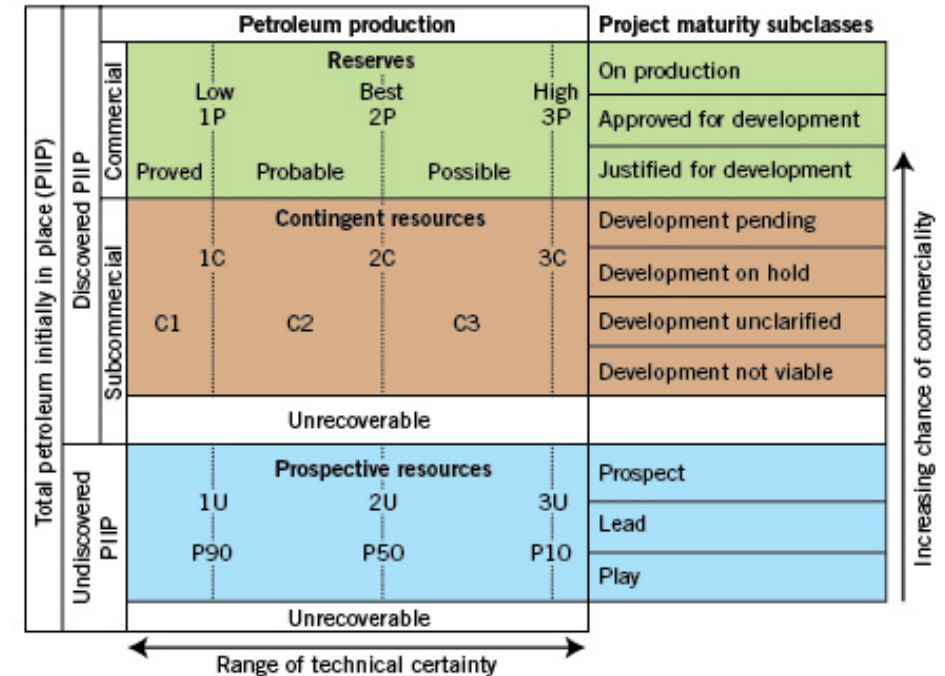 Petroleum production
Project maturity subclasses
Total petroleum initially in place (PIIP)
Discovered PIIP
Commercial
Reserves
Low
1P
Best
2P
High
3P
Proved
Probable
Possible
On production
Approved for development
Justified for development
Subcommercial
Contingent resources
1C
2C
3C
C1
C2
C3
Development pending
Development on hold
Development unclarified
Development not viable
Unrecoverable
Undiscovered
PIIP
Prospective resources
1U
2U
3U
P90
P50
P10
Prospect
Lead
Play
Unrecoverable
Range of technical certainty
Increasing chance of commerciality